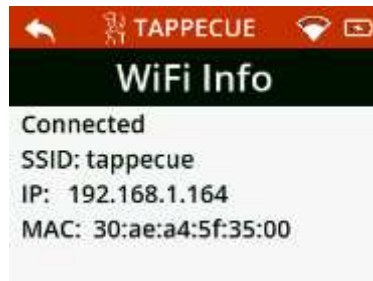 TAPPECUE
WiFi Info
Connected
SSID: tappecue
IP: 192.168.1.164
MAC: 30:ae:a4:5f:35:00